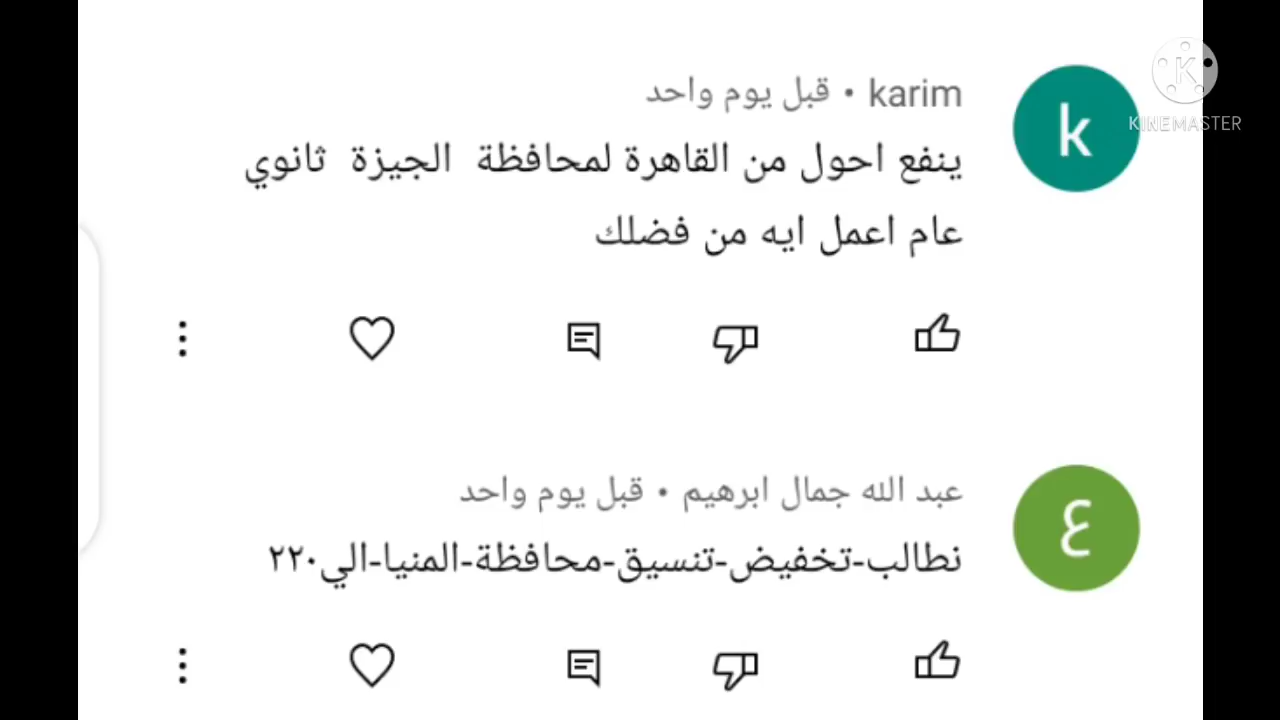 karim • قبل يوم واحد
k
KINEMASTER
ينفع احول من القاهرة لمحافظة الجيزة ثانوي
عام اعمل ايه من فضلك
عبد الله جمال ابرهيم • قبل يوم واحد
ع
نطالب-تخفيض-تنسيق-محافظة-المنيا-الي٢٢٠